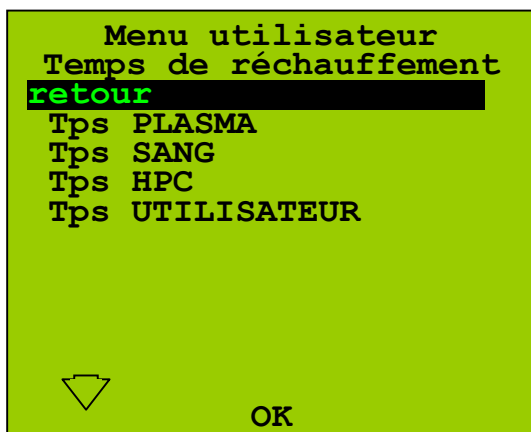 Menu utilisateur
Temps de réchauffement
retour
Tps PLASMA
Tps SANG
Tps HPC
Tps UTILISATEUR
OK